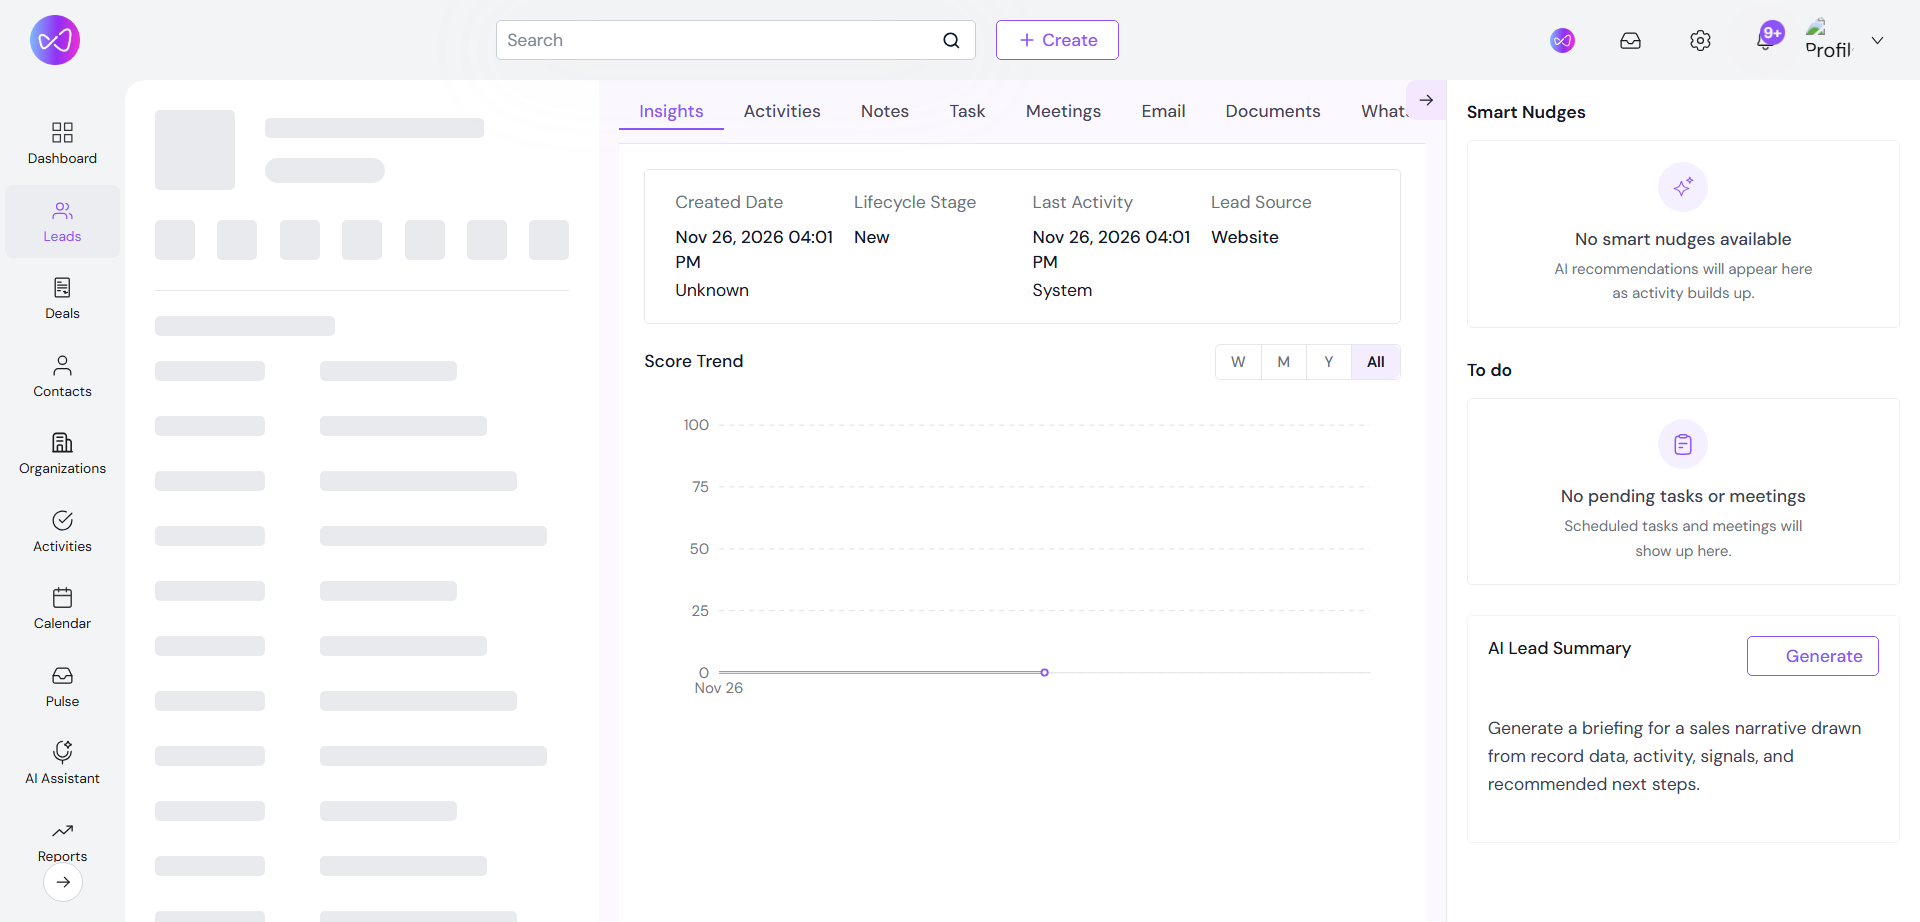 Search
Create
9+
Profil
Dashboard
Leads
Deals
Contacts
Organizations
Activities
Calendar
Pulse
AI Assistant
Reports
Insights
Activities
Notes
Task
Meetings
Email
Documents
What
Created Date
Lifecycle Stage
Last Activity
Lead Source
Nov 26, 2026 04:01
PM
Unknown
New
Nov 26, 2026 04:01
PM
System
Website
Score Trend
W
M
Y
All
100
75
50
25
0
Nov 26
Smart Nudges
No smart nudges available
AI recommendations will appear here
as activity builds up.
To do
No pending tasks or meetings
Scheduled tasks and meetings will
show up here.
AI Lead Summary
Generate
Generate a briefing for a sales narrative drawn
from record data, activity, signals, and
recommended next steps.